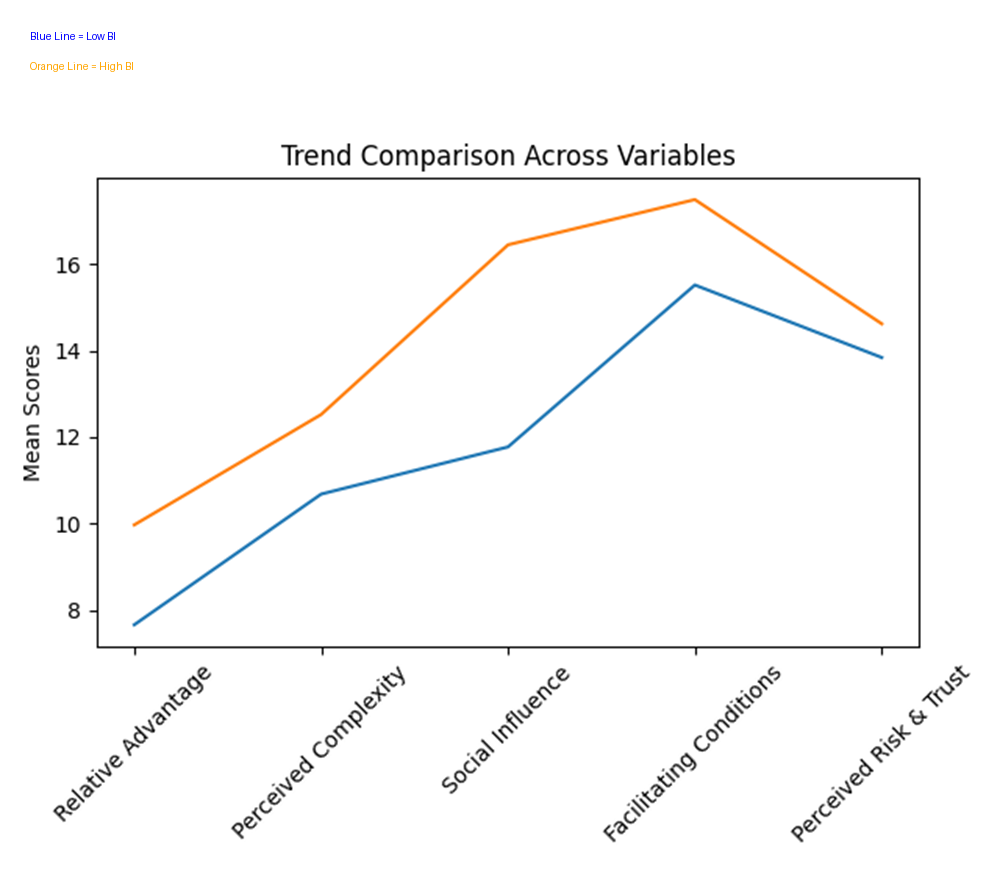 Blue Line = Low BI
Orange Line = High BI
Trend Comparison Across Variables
Mean Scores
16
14
12
10
8
Relative Advantage
Perceived Complexity
Social Influence
Facilitating Conditions
Perceived Risk & Trust